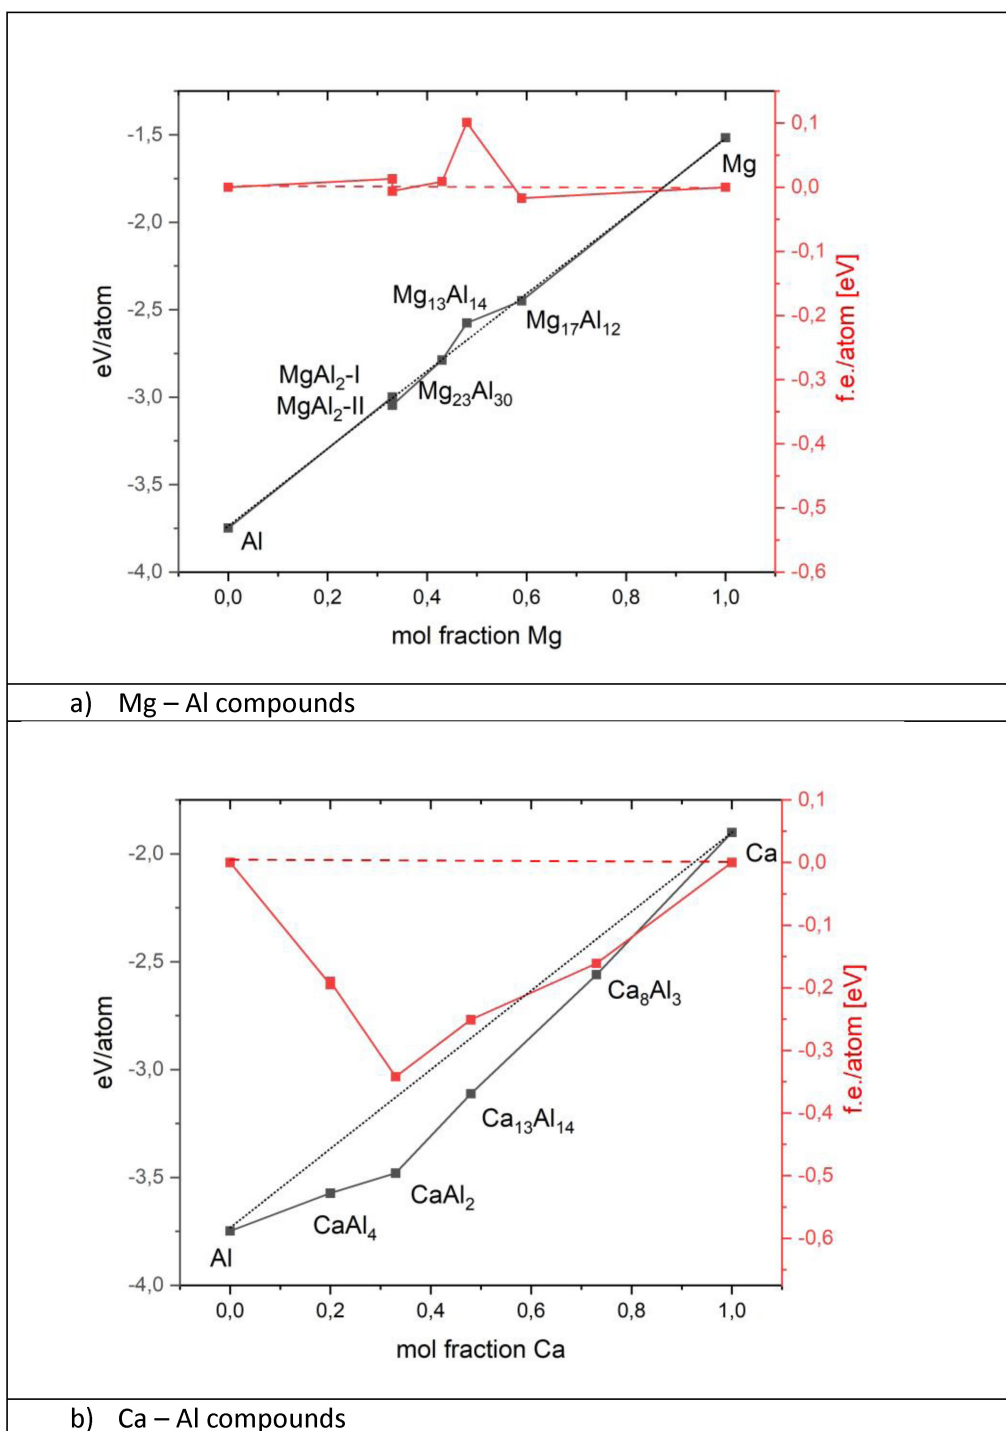 -1,5
-2,0
-2,5
-3,0
-3,5
-4,0
eV/atom
0,1
0,0
-0,1
-0,2
-0,3
-0,4
-0,5
-0,6
f.e./atom [eV]
Mg
Mg13Al14
Mg17Al12
MgAl2-I
MgAl2-II
Mg23Al30
Al
0,0 0,2 0,4 0,6 0,8 1,0
mol fraction Mg
a) Mg – Al compounds
-2,0
-2,5
-3,0
-3,5
-4,0
eV/atom
0,1
0,0
-0,1
-0,2
-0,3
-0,4
-0,5
-0,6
f.e./atom [eV]
Ca
Ca8Al3
Ca13Al14
CaAl2
CaAl4
Al
0,0 0,2 0,4 0,6 0,8 1,0
mol fraction Ca
b) Ca – Al compounds